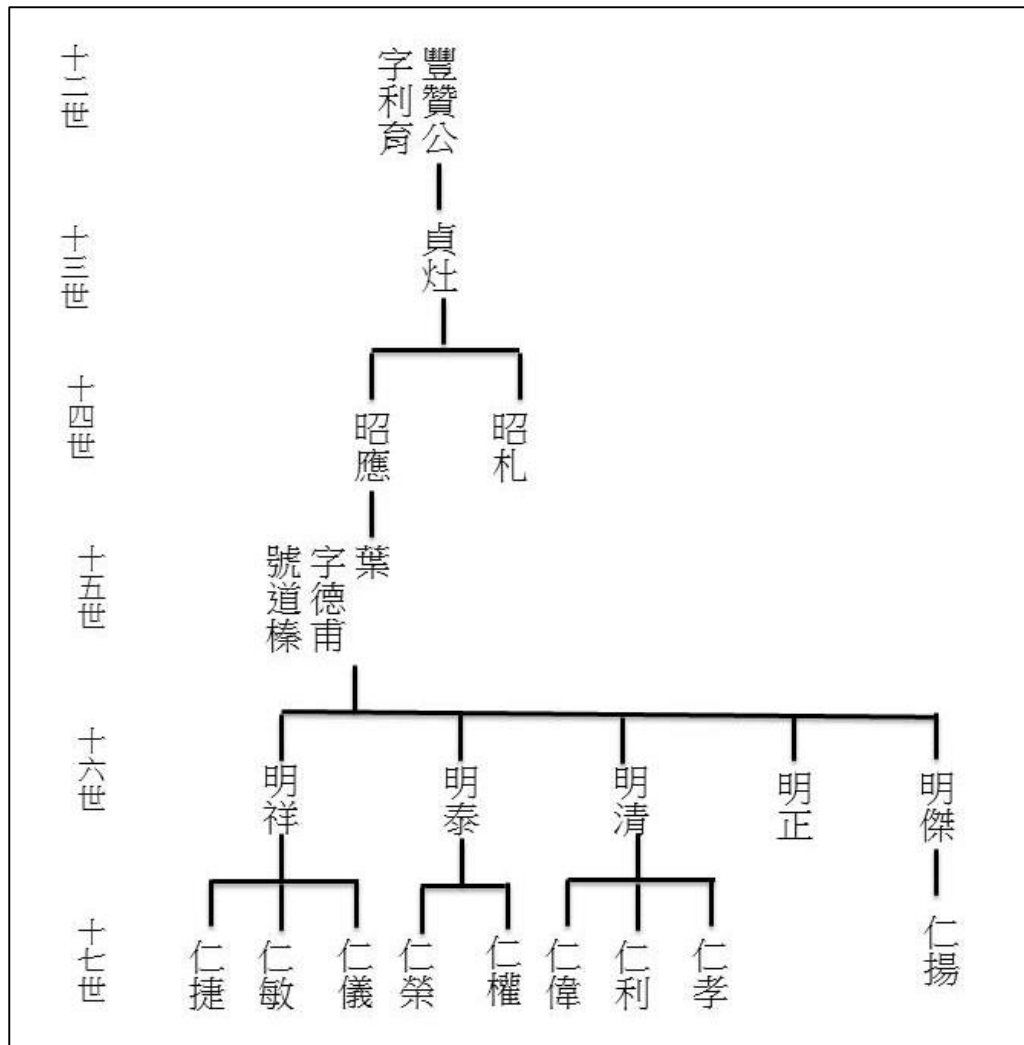 十二世
豐贊公
字利育
十三世
貞灶
十四世
昭札
昭應
十五世
葉
字德甫
號道榛
十六世
明傑
明正
明清
明泰
明祥
十七世
仁揚
仁孝
仁利
仁偉
仁權
仁榮
仁儀
仁敏
仁捷